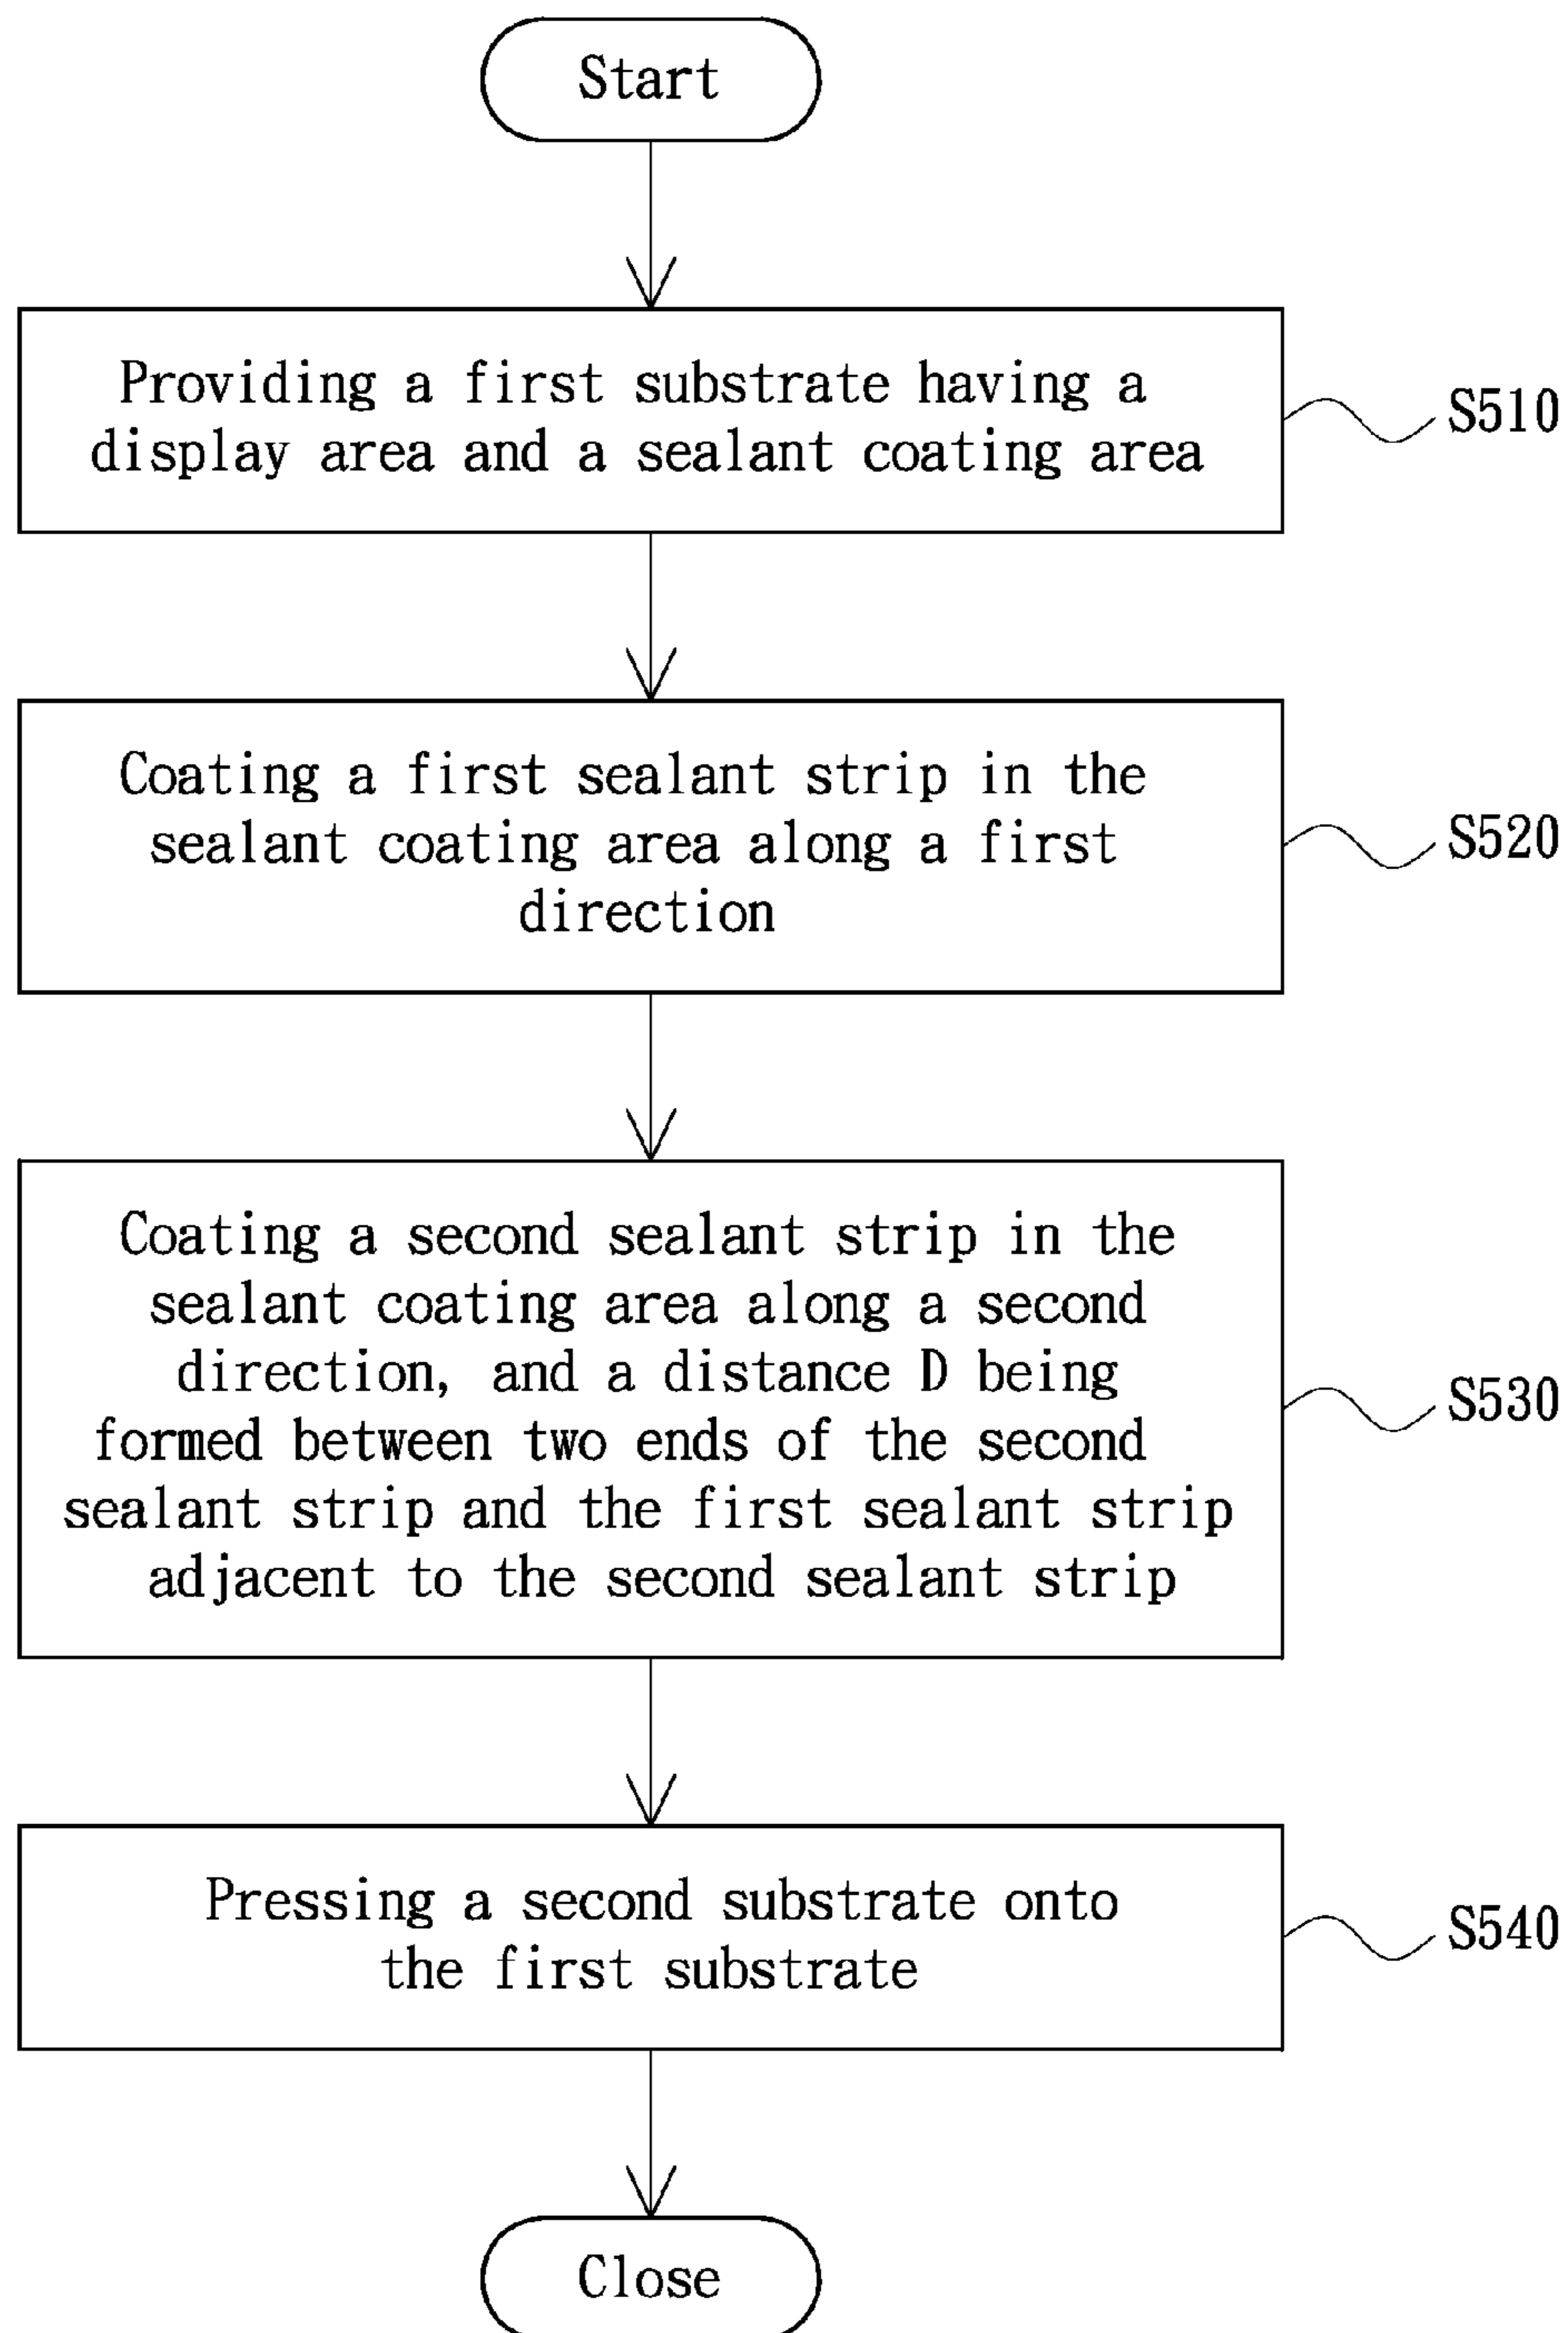 Start
Providing a first substrate having a
display area and a sealant coating area
S510
Coating a first sealant strip in the
sealant coating area along a first
direction
S520
Coating a second sealant strip in the
sealant coating area along a second
direction, and a distance D being
formed between two ends of the second
sealant strip and the first sealant strip
adjacent to the second sealant strip
S530
Pressing a second substrate onto
the first substrate
S540
Close